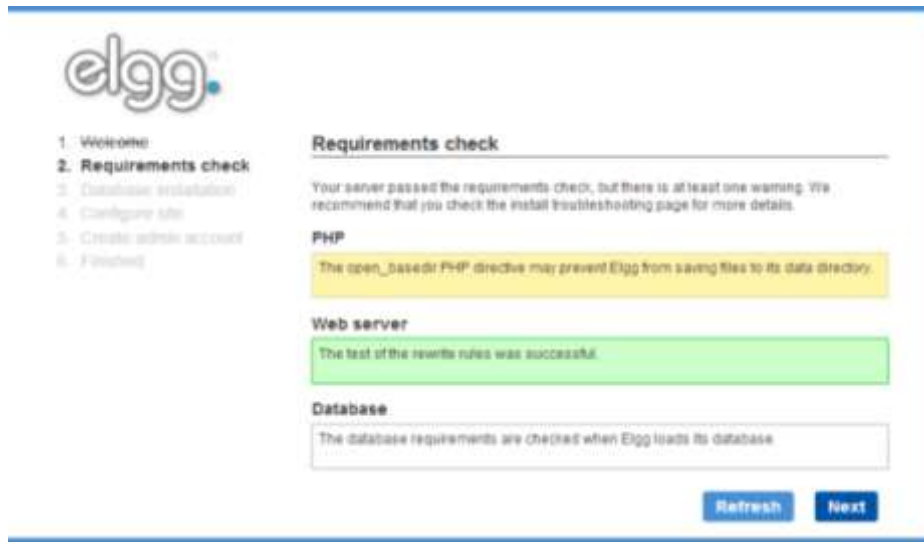 elgg.
1. Welcome
2. Requirements check
3. Database installation
4. Configure site
5. Create admin account
6. Finished
Requirements check
Your server passed the requirements check, but there is at least one warning. We
recommend that you check the install troubleshooting page for more details.
PHP
The open_basedir PHP directive may prevent Elgg from saving files to its data directory.
Web server
The test of the rewrite rules was successful.
Database
The database requirements are checked when Elgg loads its database.
Refresh
Next